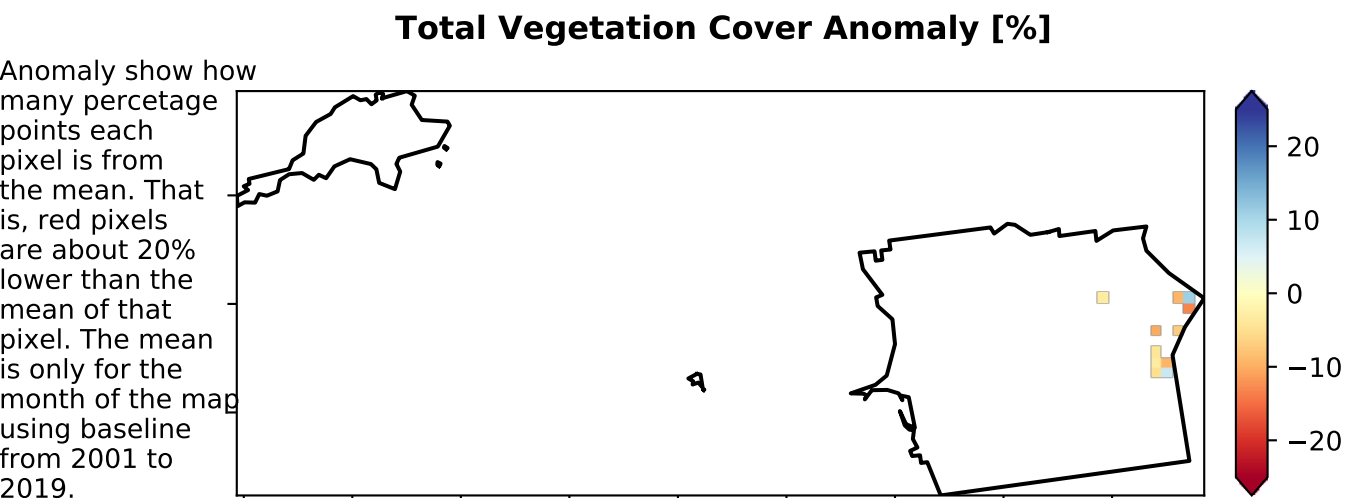 Total Vegetation Cover Anomaly [%]
Anomaly show how
many percetage
points each
pixel is from
the mean. That
is, red pixels
are about 20%
lower than the
mean of that
pixel. The mean
is only for the
month of the map
using baseline
from 2001 to
2019.
20
10
0
−10
−20